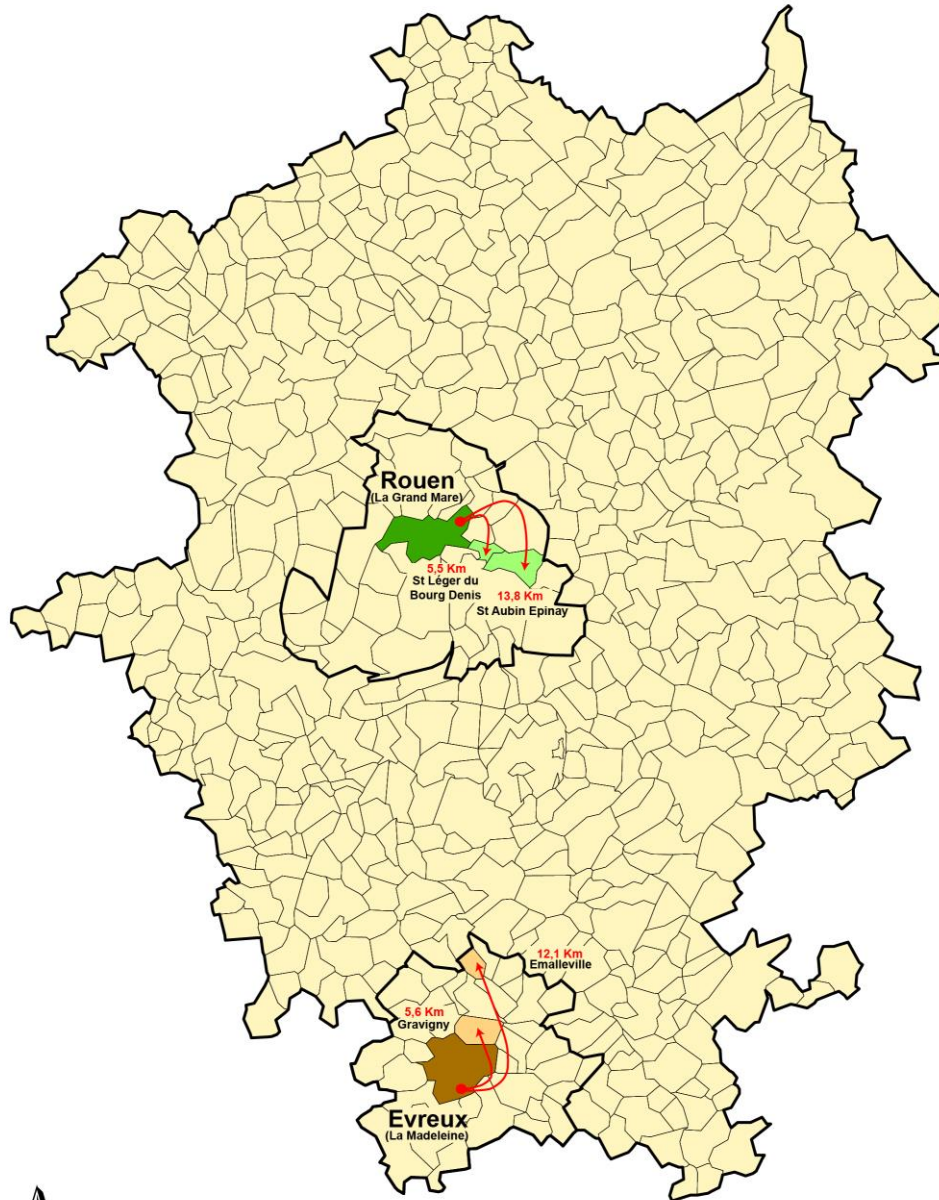 Rouen
(La Grand Mare)
5,5 Km
St Léger du
Bourg Denis
13,8 Km
St Aubin Epinay
12,1 Km
Emalleville
5,6 Km
Gravigny
Evreux
(La Madeleine)